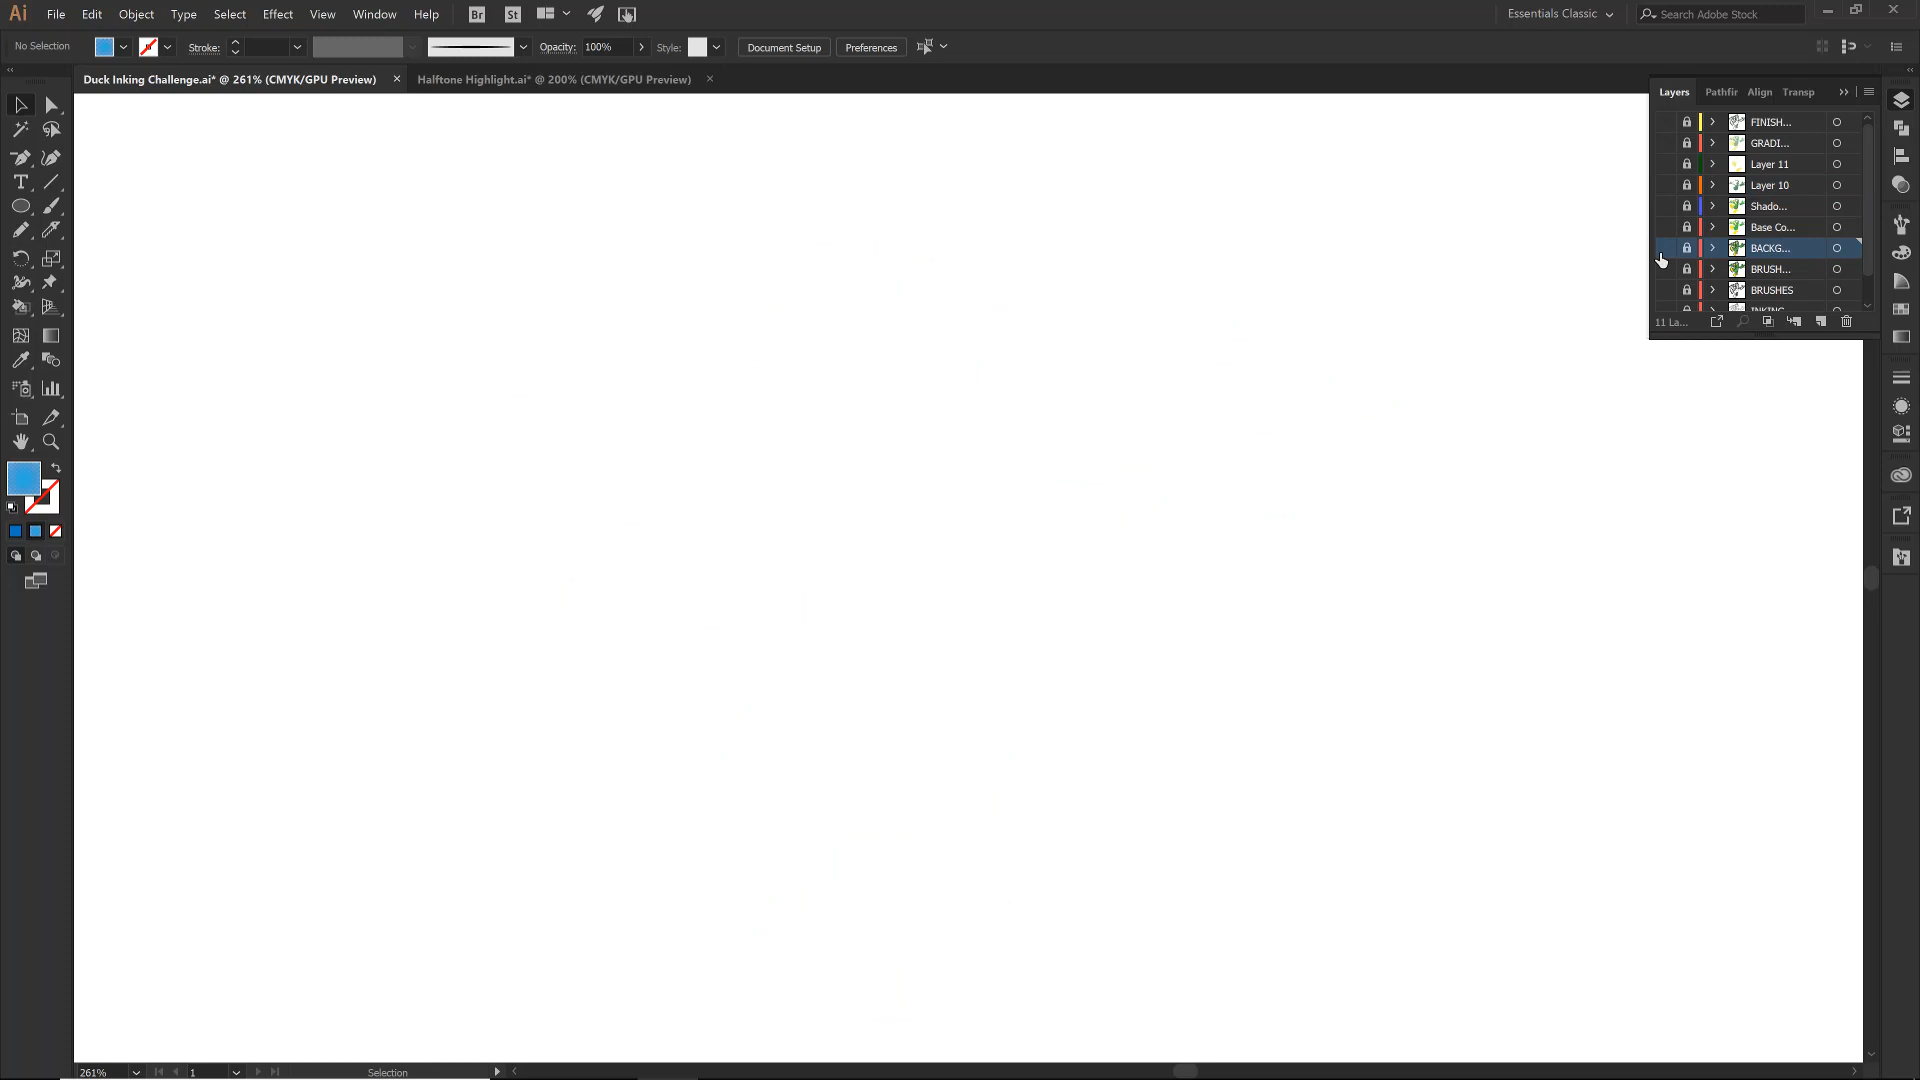 Ai File Edit Object Type Select Effect View Window Help Br St Essentials Classic Search Adobe Stock
No Selection Stroke: Opacity: 100% Style: Document Setup Preferences
Duck Inking Challenge.ai* @ 261% (CMYK/GPU Preview) Halftone Highlight.ai* @ 200% (CMYK/GPU Preview)
Layers Pathfir Align Transp
FINISH...
GRADI...
Layer 11
Layer 10
Shado...
Base Co...
BACKG...
BRUSH...
BRUSHES
INKING
11 La...
261% 1 Selection